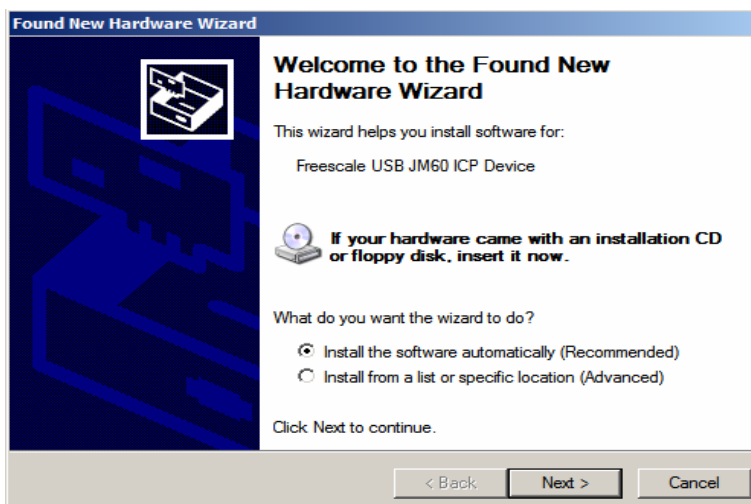 Found New Hardware Wizard
Welcome to the Found New
Hardware Wizard
This wizard helps you install software for:
Freescale USB JM60 ICP Device
If your hardware came with an installation CD
or floppy disk, insert it now.
What do you want the wizard to do?
Install the software automatically (Recommended)
Install from a list or specific location (Advanced)
Click Next to continue.
< Back Next > Cancel